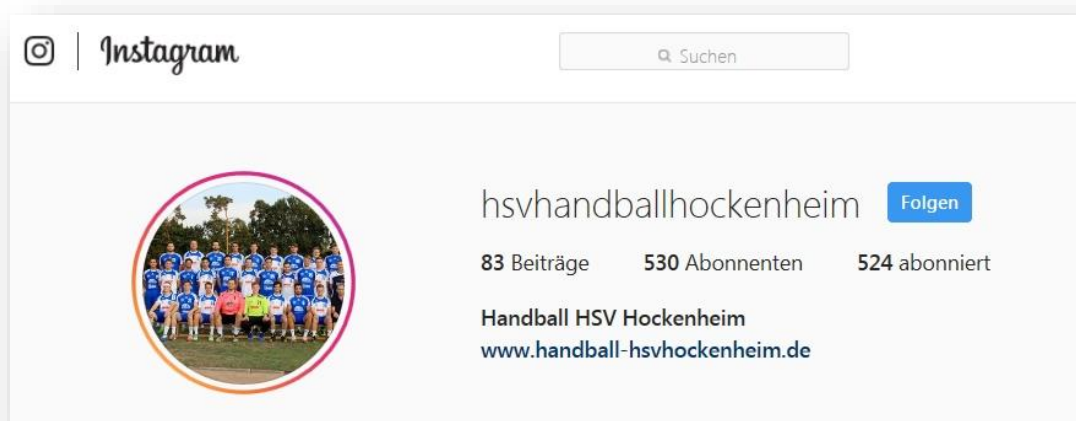 Instagram
Suchen
hsvhandballhockenheim Folgen
83 Beiträge 530 Abonnenten 524 abonniert
Handball HSV Hockenheim
www.handball-hsvhockenheim.de